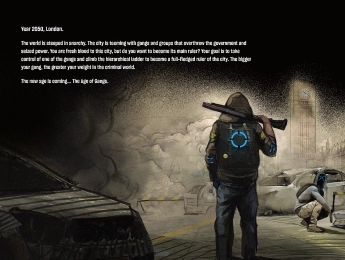 Year 2050, London.
The world is steeped in anarchy. The city is teeming with gangs and groups that overthrew the government and
seized power. You are fresh blood to this city, but do you want to become its main ruler? Your goal is to take
control of one of the gangs and climb the hierarchical ladder to become a full-fledged ruler of the city. The bigger
your gang, the greater your weight in the criminal world.
The new age is coming... The Age of Gangs.